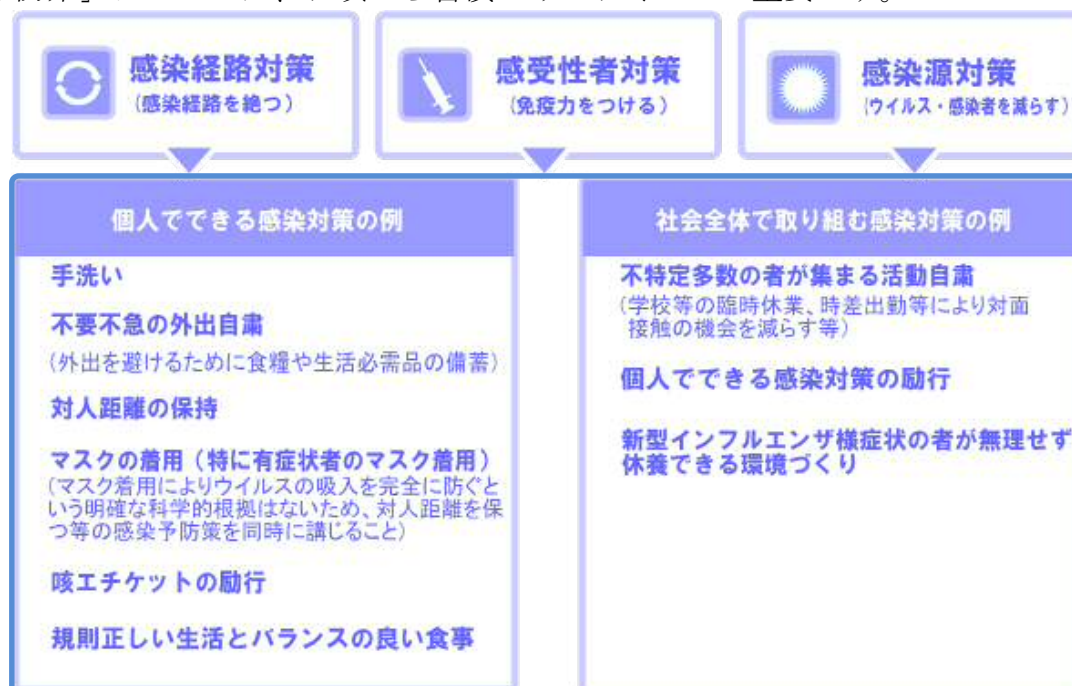 感染経路対策
(感染経路を絶つ)
感受性者対策
(免疫力をつける)
感染源対策
(ウイルス・感染者を減らす)
個人でできる感染対策の例
手洗い
不要不急の外出自粛
(外出を避けるために食糧や生活必需品の備蓄)
対人距離の保持
マスクの着用(特に有症状者のマスク着用)
(マスク着用によりウイルスの吸入を完全に防ぐと
いう明確な科学的根拠はないため、対人距離を保
つ等の感染予防策を同時に講じること)
咳エチケットの励行
規則正しい生活とバランスの良い食事
社会全体で取り組む感染対策の例
不特定多数の者が集まる活動自粛
(学校等の臨時休業、時差出勤等により対面
接触の機会を減らす等)
個人でできる感染対策の励行
新型インフルエンザ様症状の者が無理せず
休養できる環境づくり